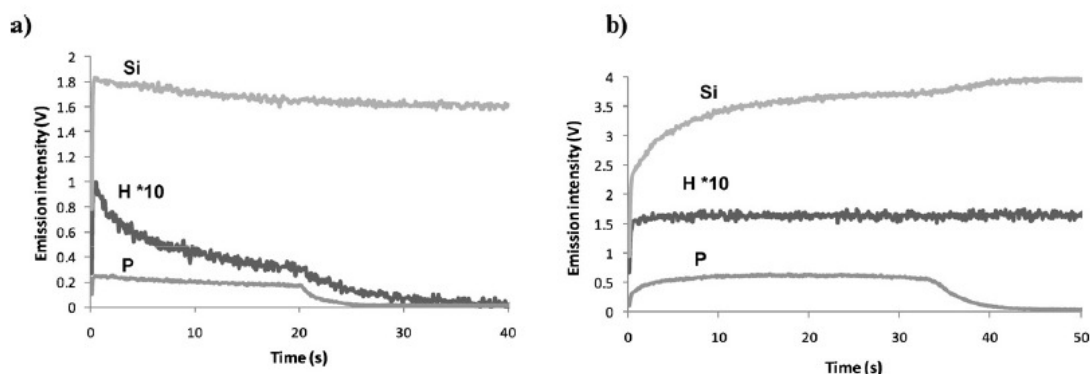 a)
Emission intensity (V)
2
1.8
1.6
1.4
1.2
1
0.8
0.6
0.4
0.2
0
Si
H *10
P
0 10 20 30 40
Time (s)
b)
Emission intensity (V)
4
3.5
3
2.5
2
1.5
1
0.5
0
Si
H *10
P
0 10 20 30 40 50
Time (s)